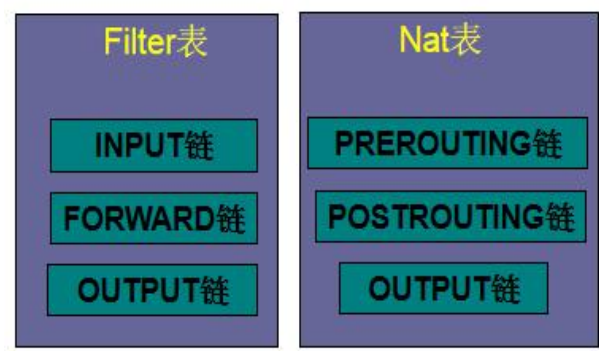 Filter表
INPUT链
FORWARD链
OUTPUT链
Nat表
PREROUTING链
POSTROUTING链
OUTPUT链